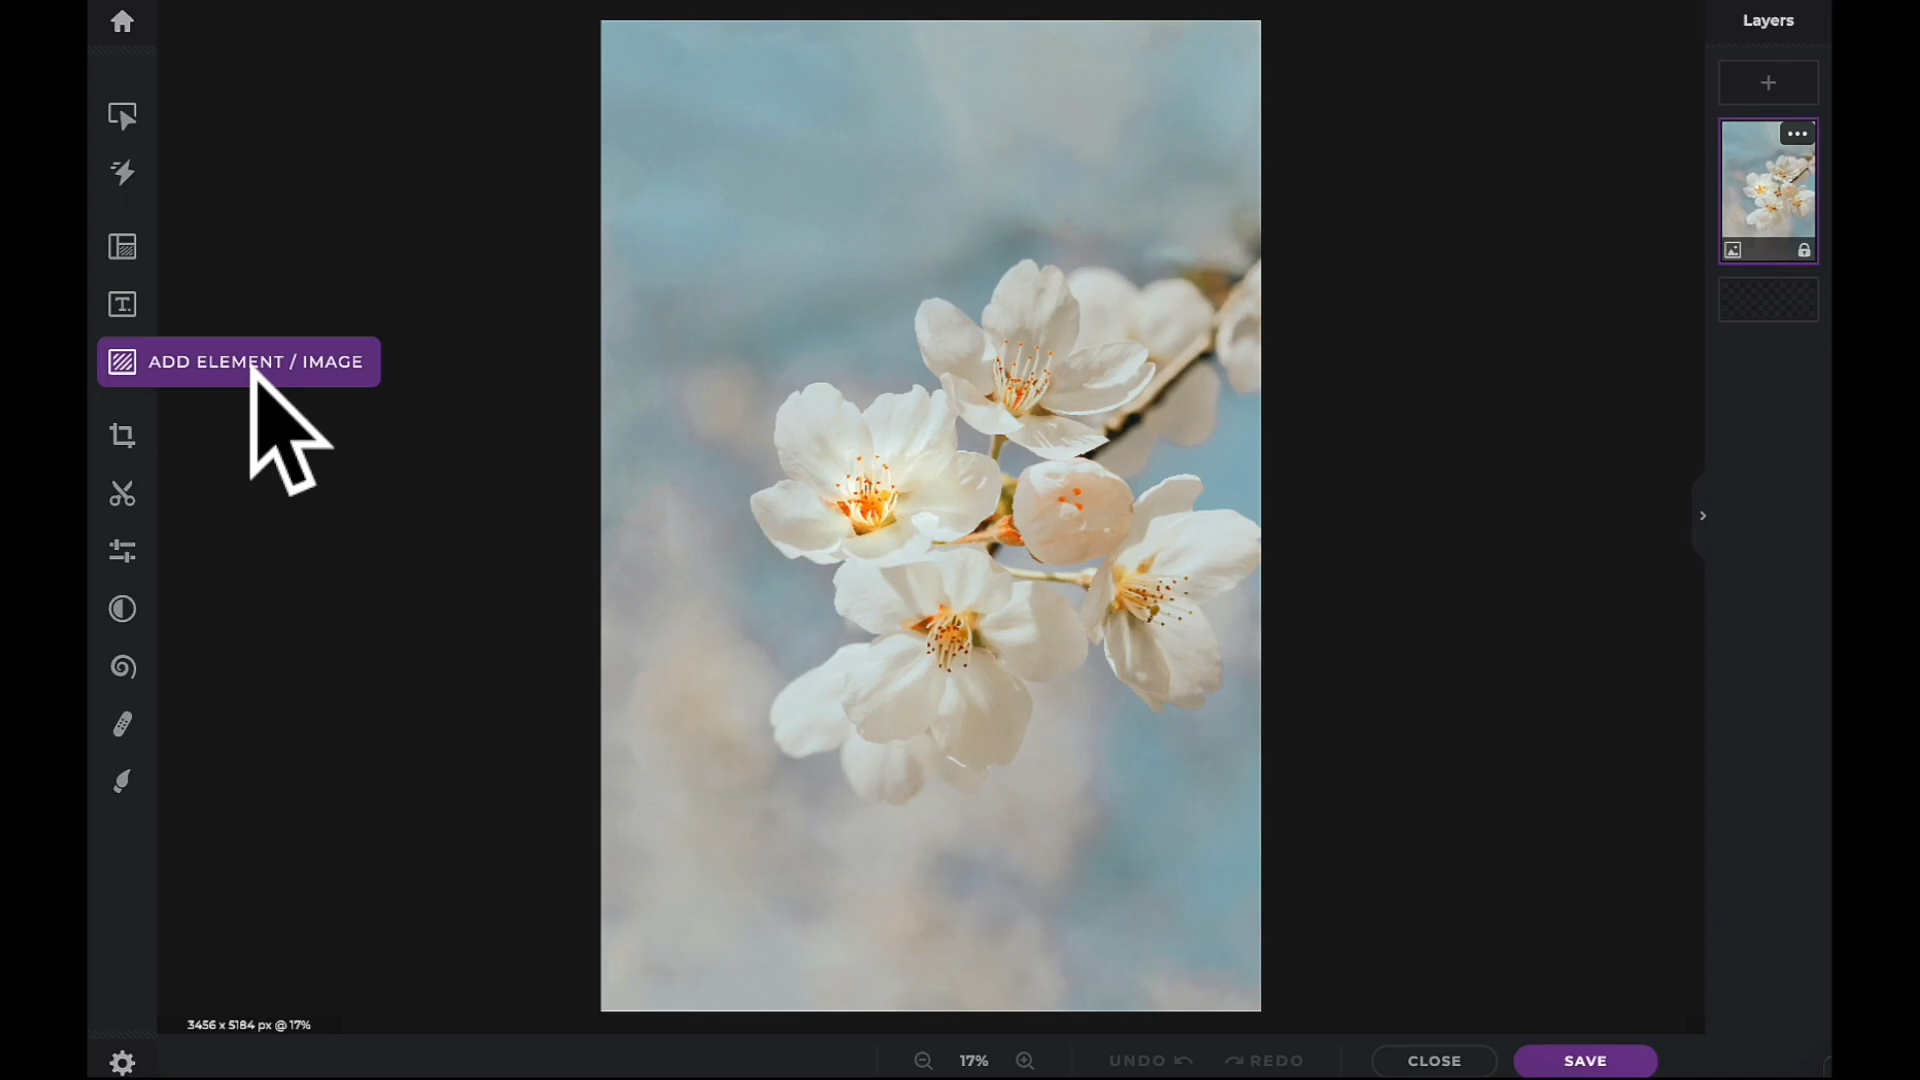 Layers
ADD ELEMENT / IMAGE
3456 x 5184 px @ 17%
17%
UNDO
REDO
CLOSE
SAVE